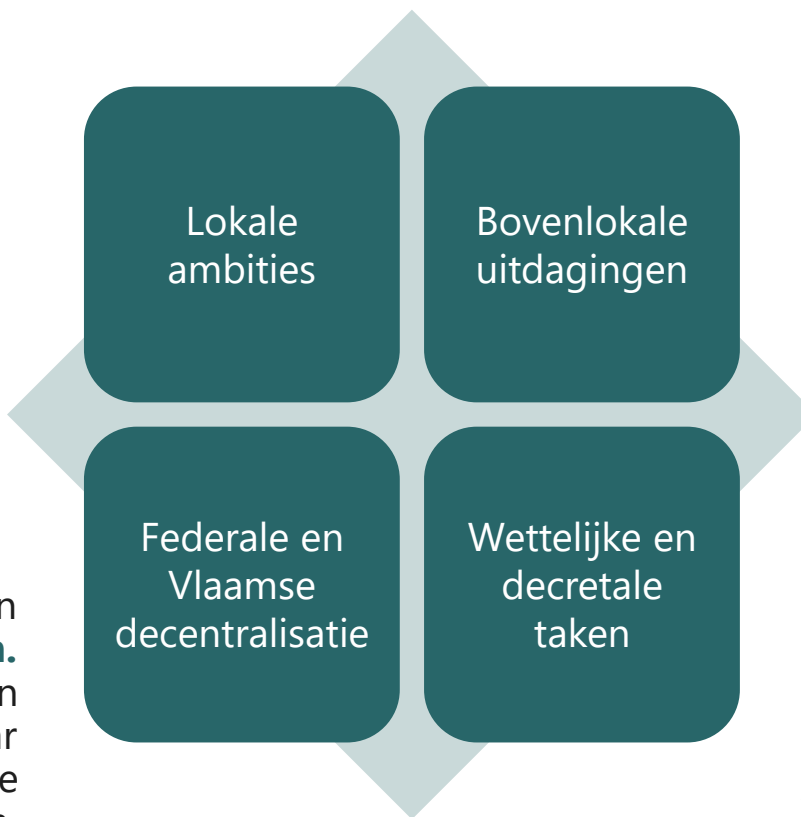 Lokale
ambities
Bovenlokale
uitdagingen
Federale en
Vlaamse
decentralisatie
Wettelijke en
decretale
taken